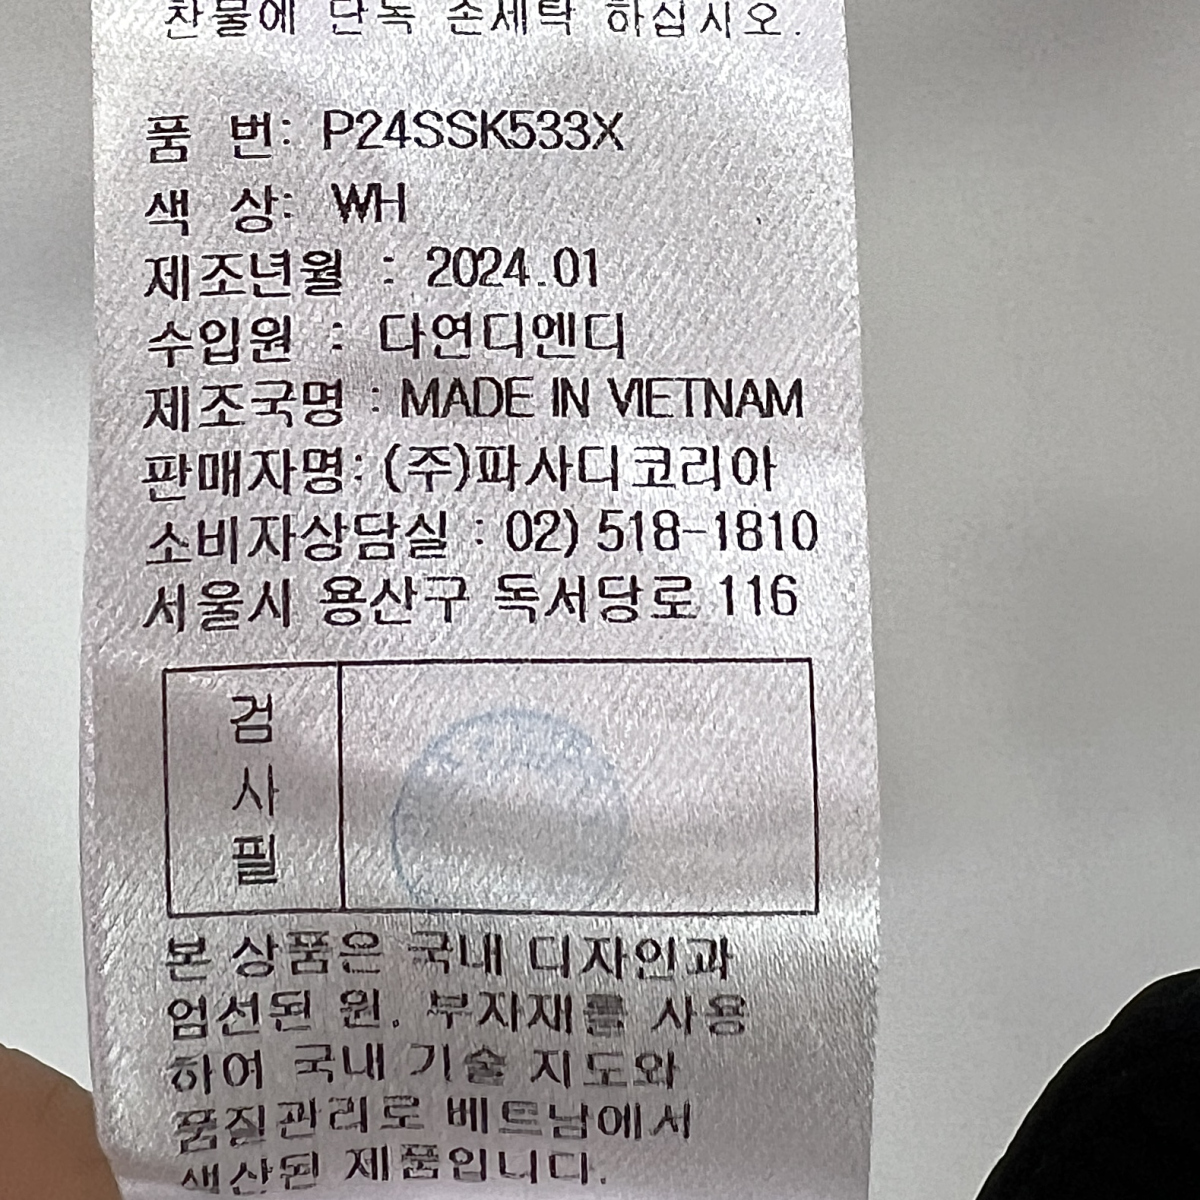 찬물에 단독 손세탁 하십시오.
품 번: P24SSK533X
색 상: WH
제조년월 : 2024.01
수입원 : 다연디엔디
제조국명 : MADE IN VIETNAM
판매자명: (주)파사디코리아
소비자상담실 : 02) 518-1810
서울시 용산구 독서당로 116
검
사
필
본 상품은 국내 디자인과
엄선된 원. 부자재를 사용
하여 국내 기술 지도와
품질관리로 베트남에서
생산된 제품입니다.